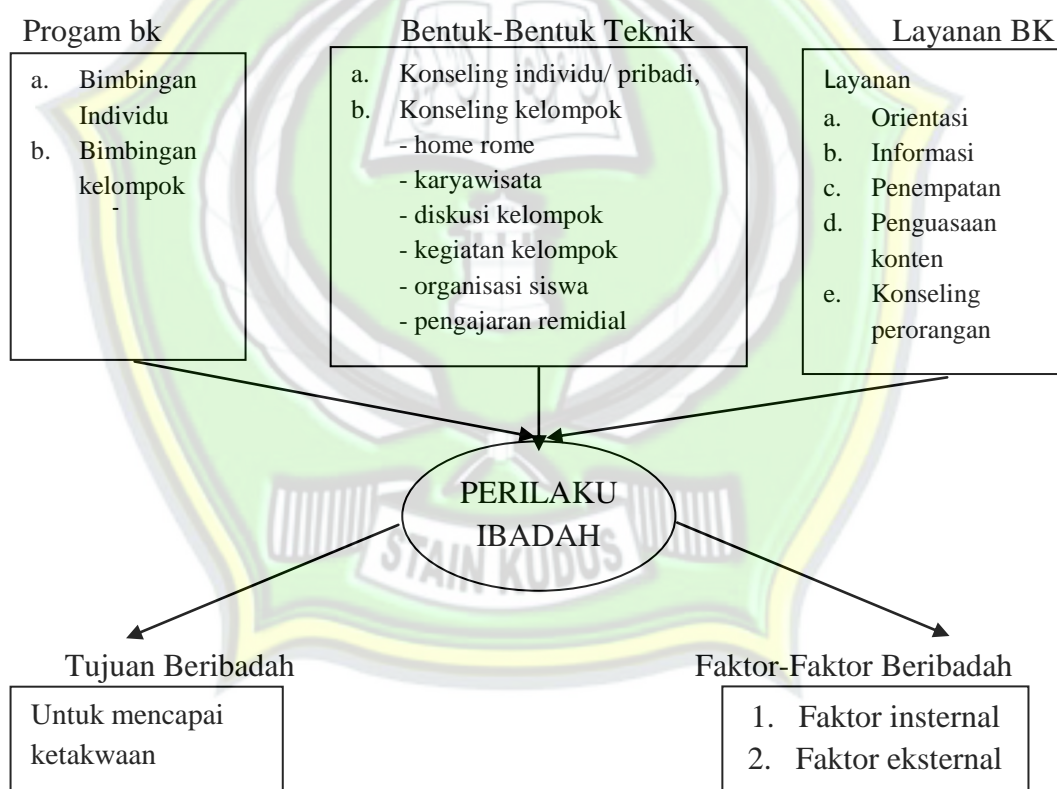 Progam bk
a. Bimbingan
Individu
b. Bimbingan
kelompok
-
Bentuk-Bentuk Teknik
a. Konseling individu/ pribadi,
b. Konseling kelompok
- home rome
- karyawisata
- diskusi kelompok
- kegiatan kelompok
- organisasi siswa
- pengajaran remidial
Layanan BK
Layanan
a. Orientasi
b. Informasi
c. Penempatan
d. Penguasaan
konten
e. Konseling
perorangan
PERILAKU
IBADAH
STAIN KUDUS
Tujuan Beribadah
Untuk mencapai
ketakwaan
Faktor-Faktor Beribadah
1. Faktor insternal
2. Faktor eksternal